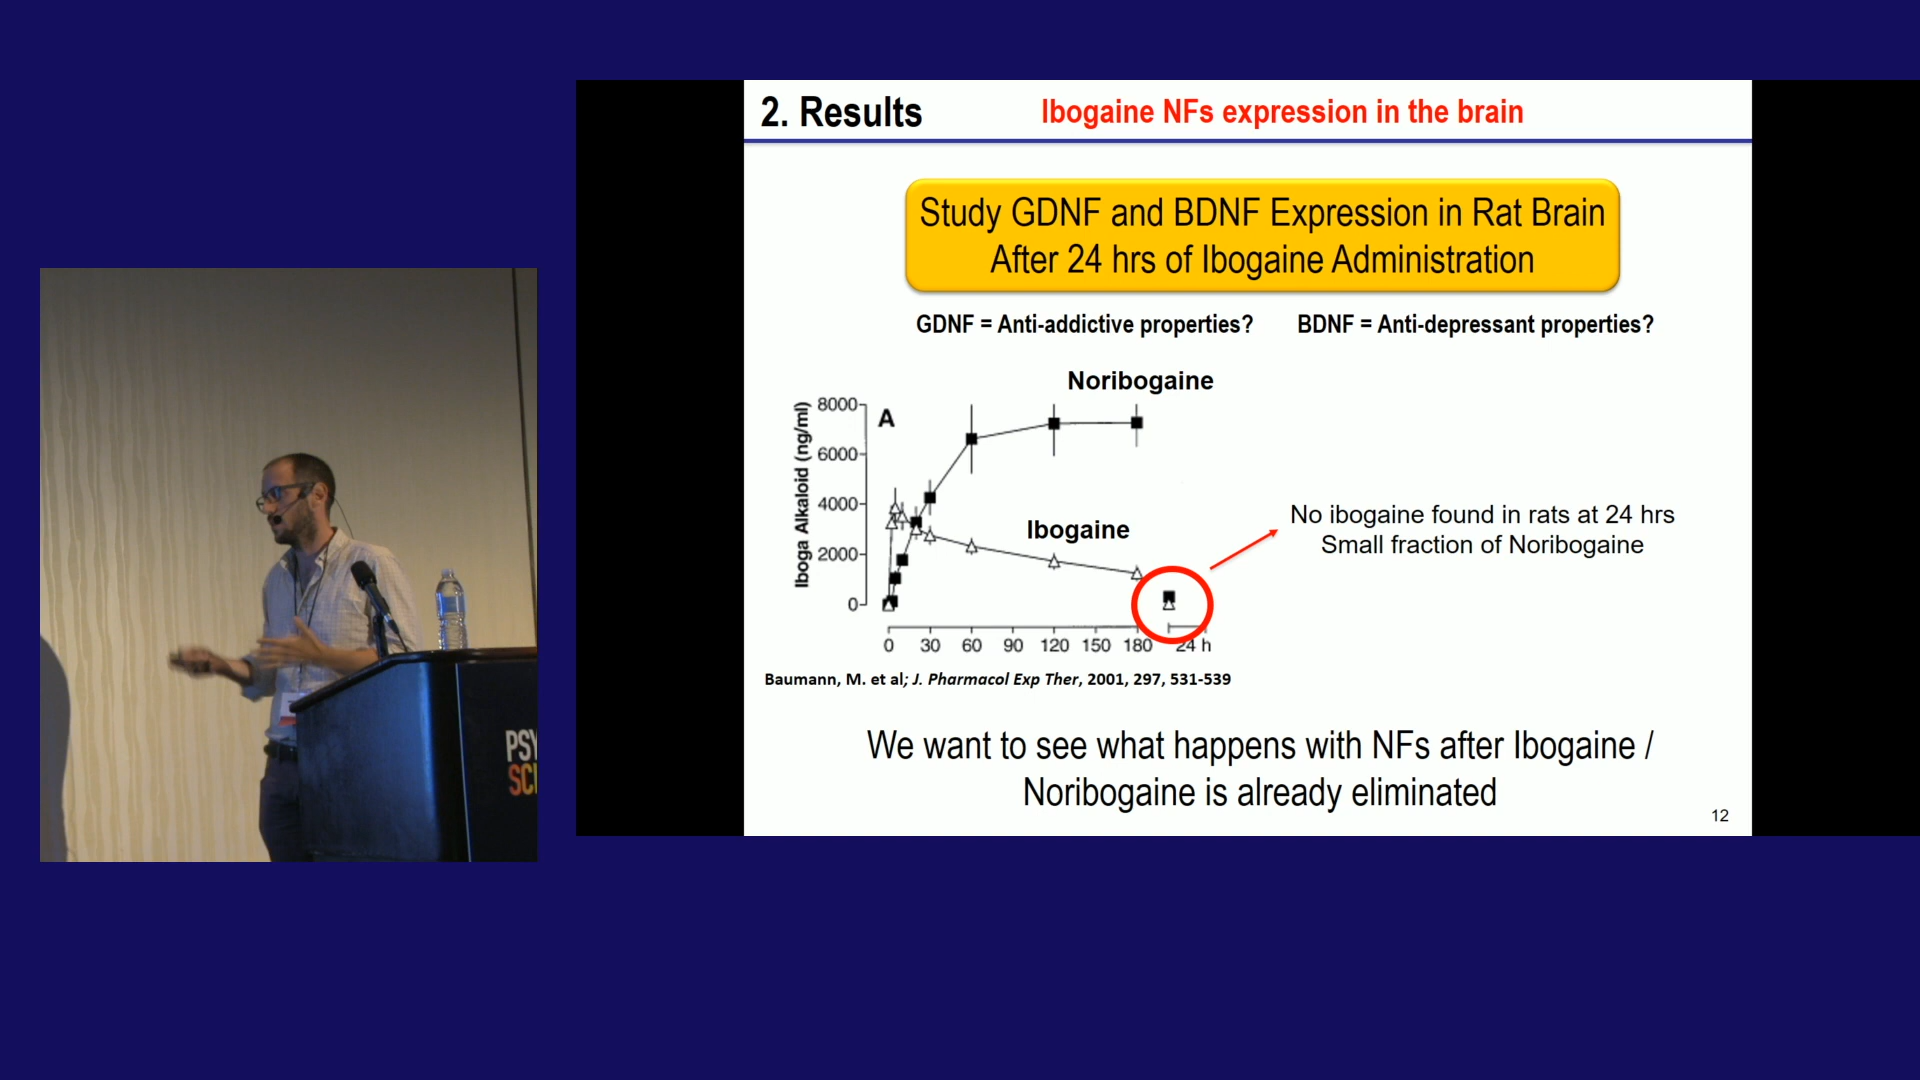 2. Results
Ibogaine NFs expression in the brain
Study GDNF and BDNF Expression in Rat Brain
After 24 hrs of Ibogaine Administration
GDNF = Anti-addictive properties?
BDNF = Anti-depressant properties?
Noribogaine
A
Iboga Alkaloid (ng/ml)
8000
6000
4000
2000
0
Ibogaine
No ibogaine found in rats at 24 hrs
Small fraction of Noribogaine
0 30 60 90 120 150 180 24 h
Baumann, M. et al; J. Pharmacol Exp Ther, 2001, 297, 531-539
We want to see what happens with NFs after Ibogaine /
Noribogaine is already eliminated
12
PSY
SCI